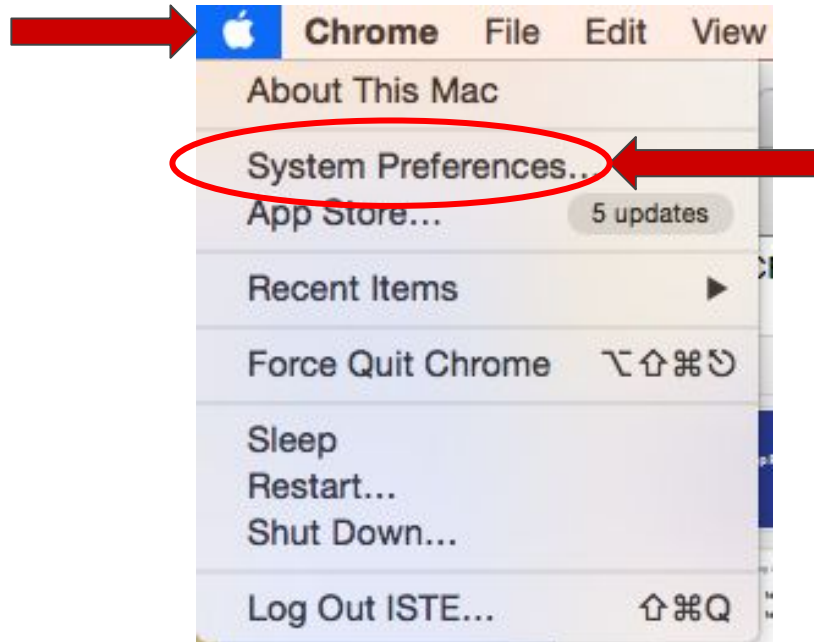 Chrome File Edit View
About This Mac
System Preferences...
App Store... 5 updates
Recent Items ▶
Force Quit Chrome ⌥⇧⌘⎋
Sleep
Restart...
Shut Down...
Log Out ISTE... ⇧⌘Q